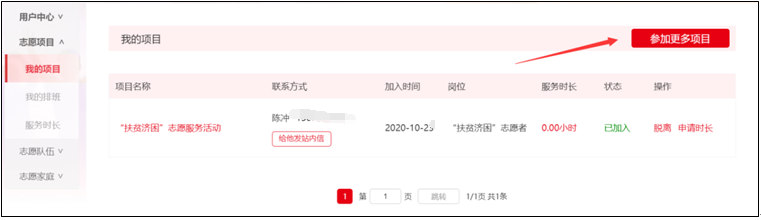 用户中心
志愿项目
我的项目
我的排班
服务时长
志愿队伍
志愿家庭
我的项目
参加更多项目
项目名称 联系方式 加入时间 岗位 服务时长 状态 操作
“扶贫济困”志愿服务活动 陈冲 2020-10-23 “扶贫济困”志愿者 0.00小时 已加入 脱离 申请时长
给他发站内信
1 第 1 页 跳转 1/1页 共1条